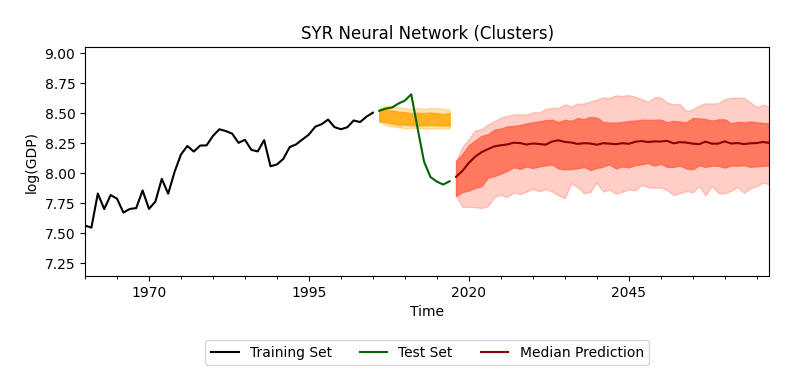 SYR Neural Network (Clusters)
9.00
8.75
8.50
8.25
8.00
7.75
7.50
7.25
log(GDP)
1970 1995 2020 2045
Time
Training Set Test Set Median Prediction